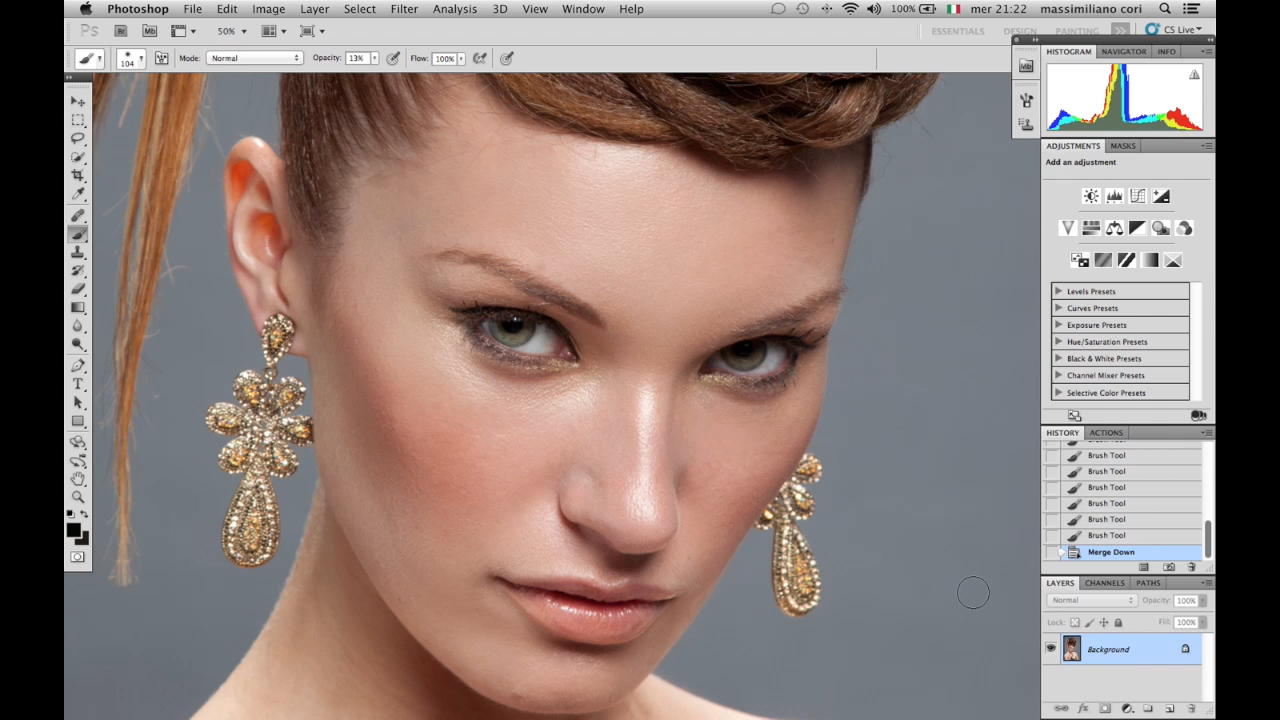 Photoshop File Edit Image Layer Select Filter Analysis 3D View Window Help 100% mer 21:22 massimiliano cori
Ps Br Mb 50% ESSENTIALS DESIGN PAINTING CS Live
104 Mode: Normal Opacity: 13% Flow: 100%
HISTOGRAM NAVIGATOR INFO
Mb
ADJUSTMENTS MASKS
Add an adjustment
Levels Presets
Curves Presets
Exposure Presets
Hue/Saturation Presets
Black & White Presets
Channel Mixer Presets
Selective Color Presets
HISTORY ACTIONS
Brush Tool
Brush Tool
Brush Tool
Brush Tool
Brush Tool
Brush Tool
Merge Down
LAYERS CHANNELS PATHS
Normal Opacity: 100%
Lock: Fill: 100%
Background